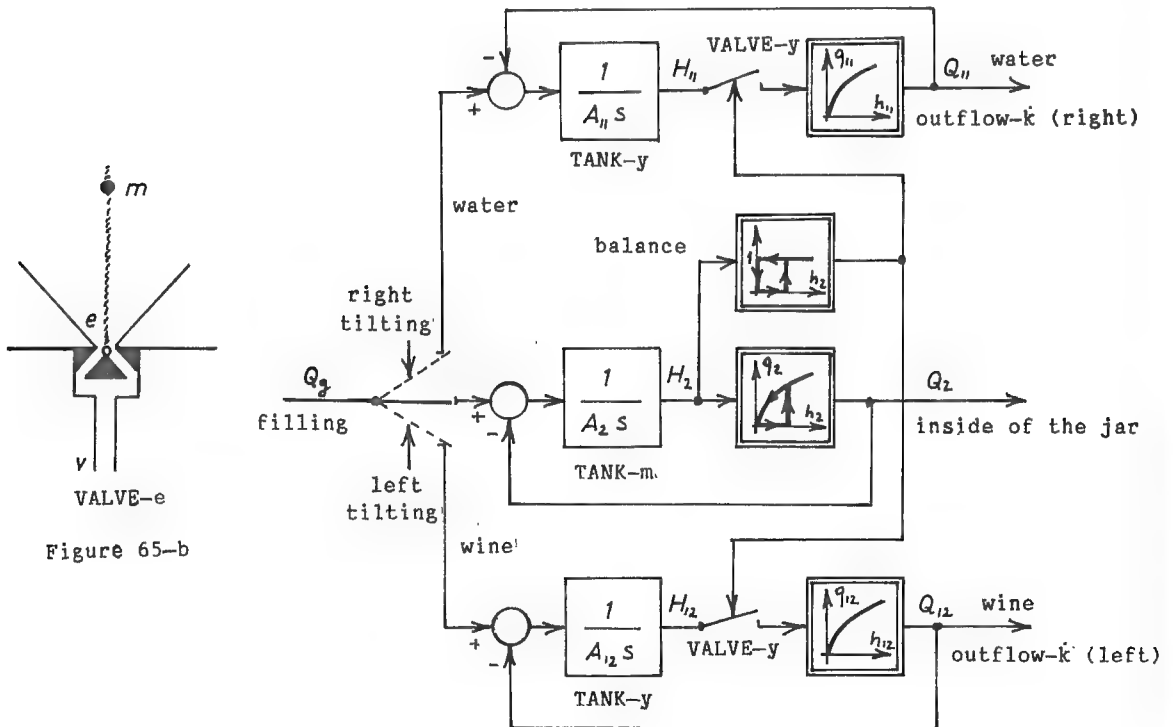 VALVE-y
q₁₁
h₁₁
Q₁₁
water
outflow-k̇ (right)
H₁₁
1
A₁₁ s
TANK-y
-
+
water
m
e
v
VALVE-e
Figure 65-b
balance
1
h₂
right
tilting
Qg
filling
left
tilting
+
-
1
A₂ s
TANK-m
H₂
q₂
h₂
Q₂
inside of the jar
wine
+
-
1
A₁₂ s
TANK-y
H₁₂
VALVE-y
q₁₂
h₁₂
Q₁₂
wine
outflow-k̇ (left)